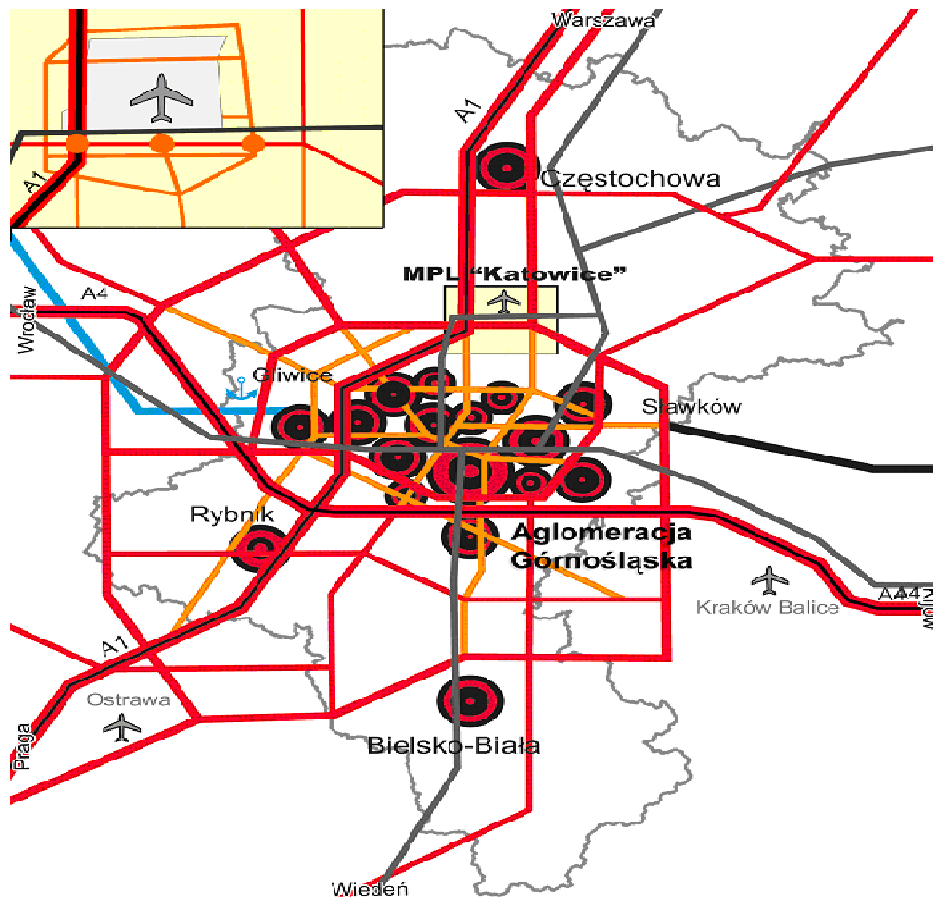 Warszawa
A1
Częstochowa
A1
MPL “Katowice”
A4
Wrocław
Gliwice
Sławków
Rybnik
Aglomeracja
Górnośląska
A4
Kraków Balice
A1
Ostrawa
Praga
Bielsko-Biała
Wiedeń